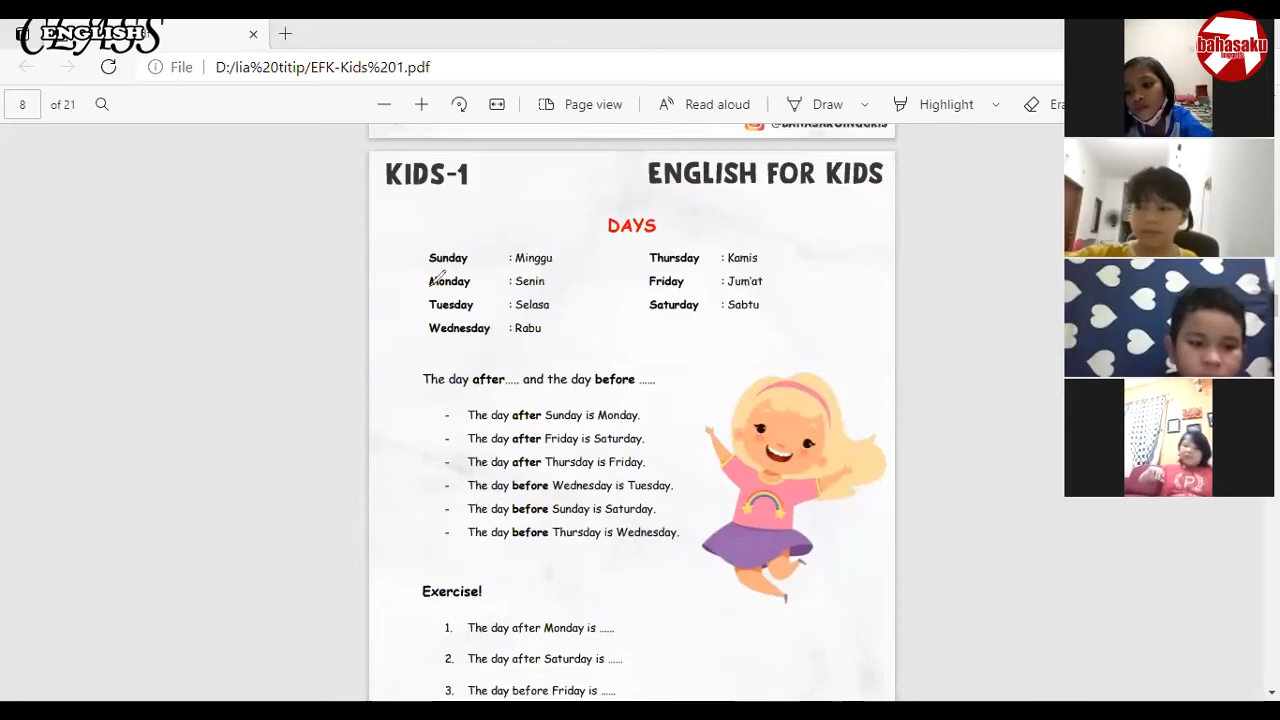 CLASS
ENGLISH
bahasaku
inggris
File D:/lia%20titip/EFK-Kids%201.pdf
8 of 21 Page view Read aloud Draw Highlight Era
@BAHASAKUINGGRIS
KIDS-1 ENGLISH FOR KIDS
DAYS
Sunday : Minggu Thursday : Kamis
Monday : Senin Friday : Jum'at
Tuesday : Selasa Saturday : Sabtu
Wednesday : Rabu
The day after..... and the day before ......
- The day after Sunday is Monday.
- The day after Friday is Saturday.
- The day after Thursday is Friday.
- The day before Wednesday is Tuesday.
- The day before Sunday is Saturday.
- The day before Thursday is Wednesday.
Exercise!
1. The day after Monday is ......
2. The day after Saturday is ......
3. The day before Friday is ......
P